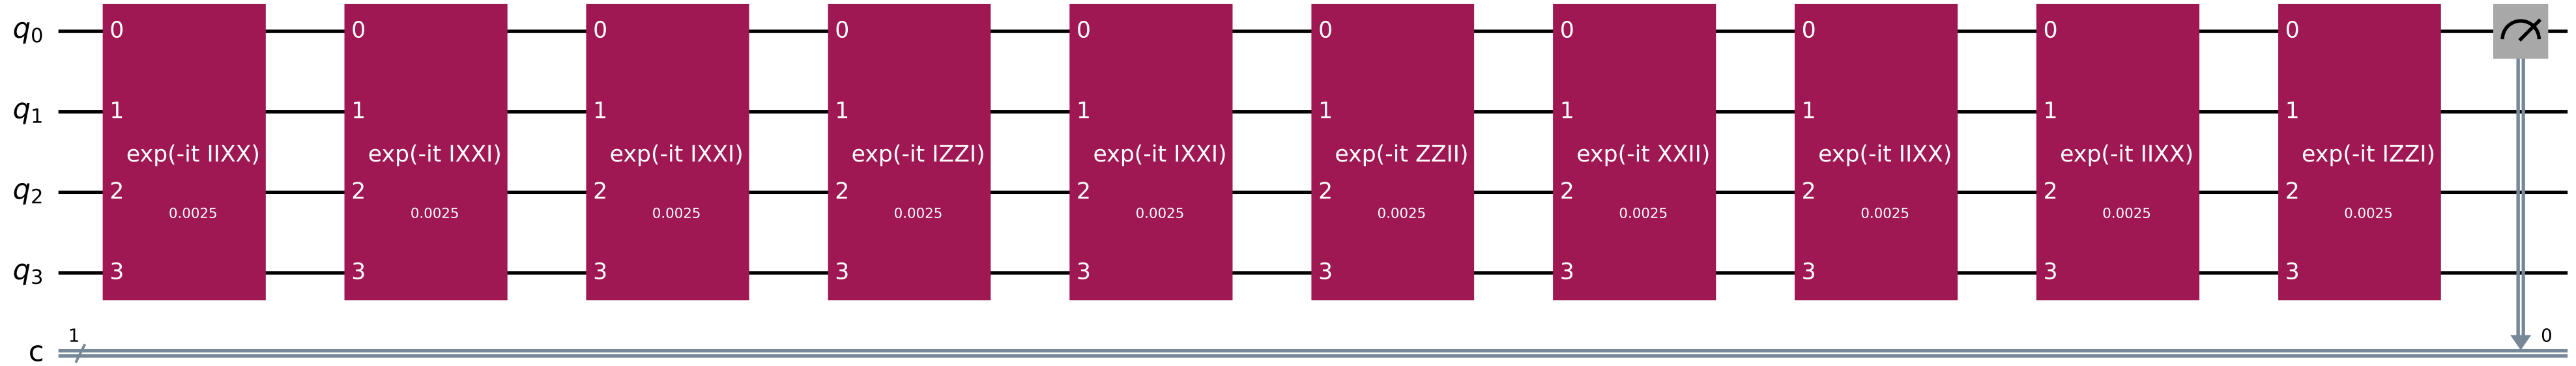 q0 0 0 0 0 0 0 0 0 0 0
q1 1 1 1 1 1 1 1 1 1 1
exp(-it IIXX) exp(-it IXXI) exp(-it IXXI) exp(-it IZZI) exp(-it IXXI) exp(-it ZZII) exp(-it XXII) exp(-it IIXX) exp(-it IIXX) exp(-it IZZI)
q2 2 2 2 2 2 2 2 2 2 2
0.0025 0.0025 0.0025 0.0025 0.0025 0.0025 0.0025 0.0025 0.0025 0.0025
q3 3 3 3 3 3 3 3 3 3 3
1 0
c